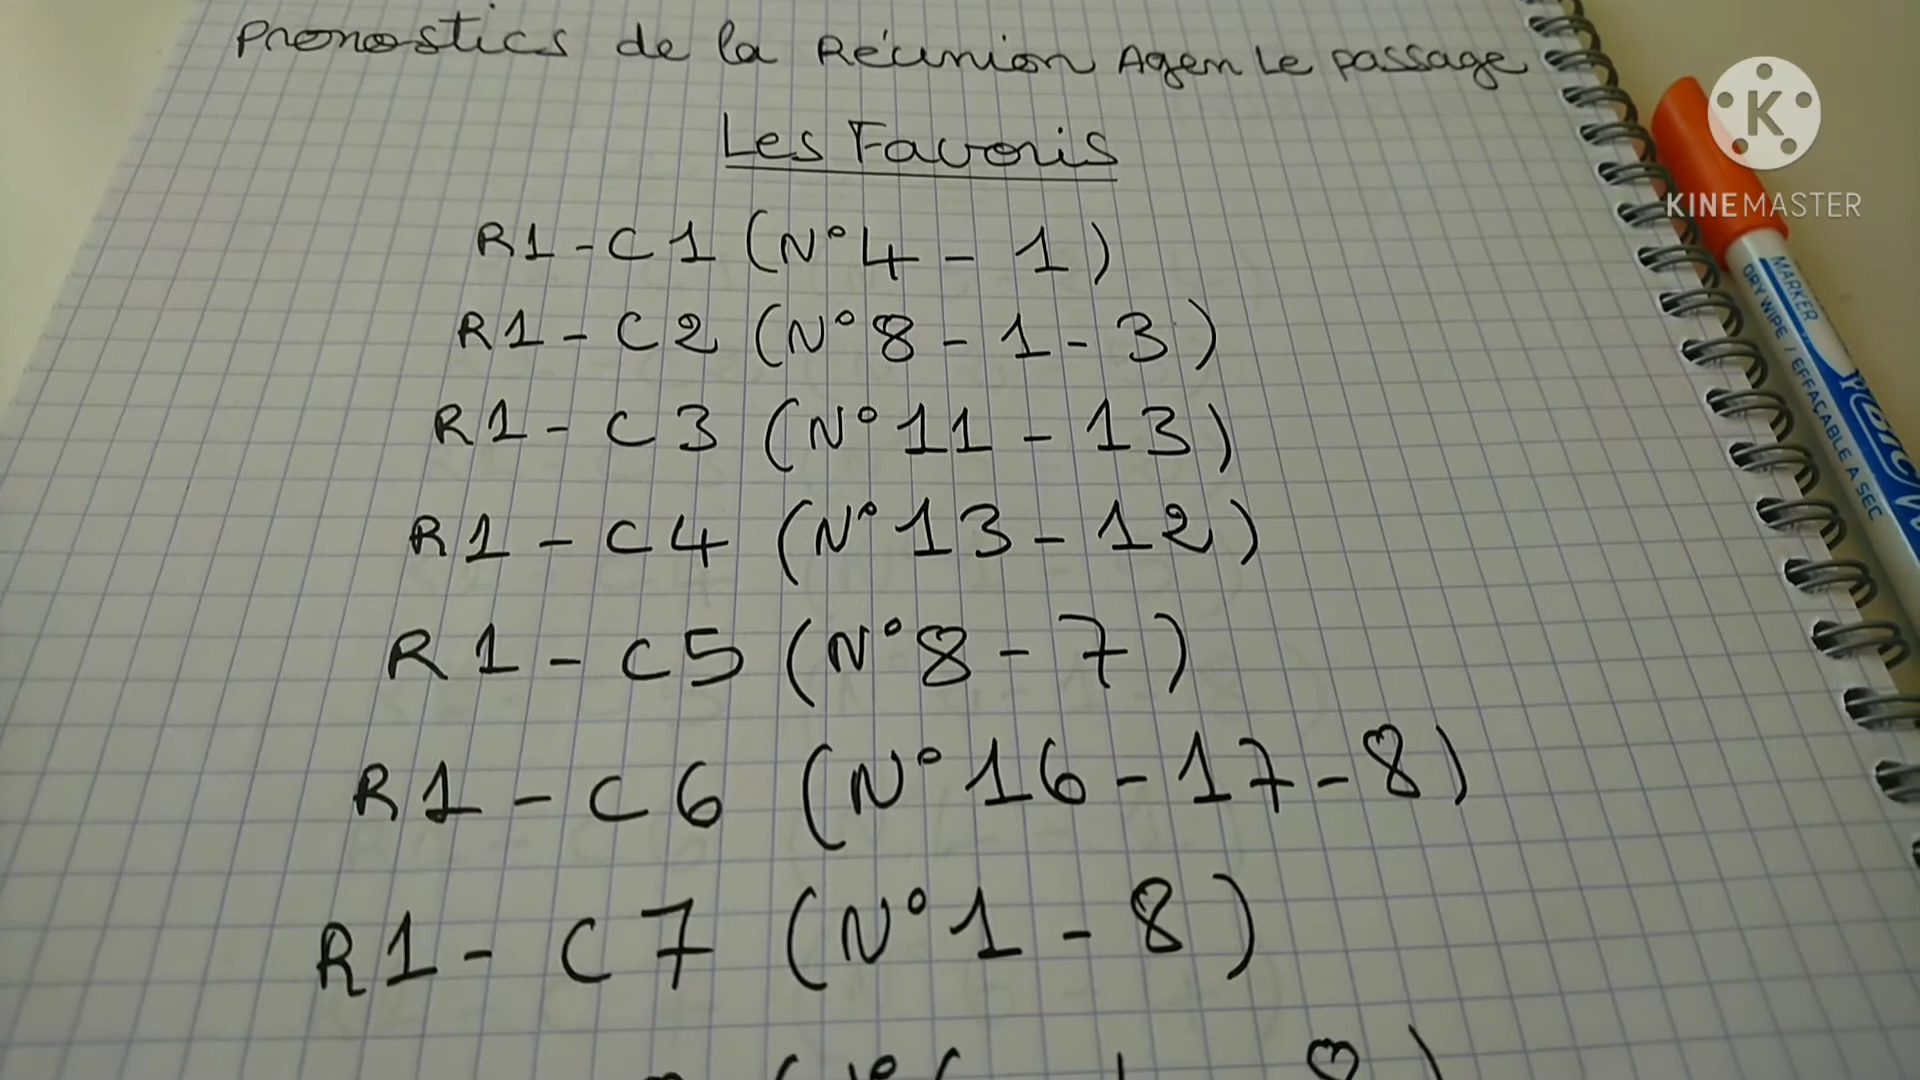 Pronostics de la Réunion Agen Le passage
Les Favoris
R1-C1 (N°4-1)
R1-C2 (N°8-1-3)
R1-C3 (N°11-13)
R1-C4 (N°13-12)
R1-C5 (N°8-7)
R1-C6 (N°16-17-8)
R1-C7 (N°1-8)
K
KINEMASTER
MARKER
DRYWIPE / EFFAÇABLE A SEC